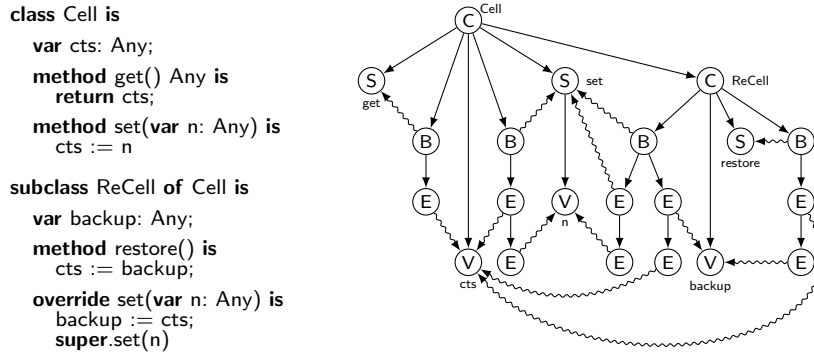 class Cell is
var cts: Any;
method get() Any is
return cts;
method set(var n: Any) is
cts := n
subclass ReCell of Cell is
var backup: Any;
method restore() is
cts := backup;
override set(var n: Any) is
backup := cts;
super.set(n)
C Cell
S S set C ReCell
get
B B B S B
restore
E E V E E E
n
V E E E V E
cts backup